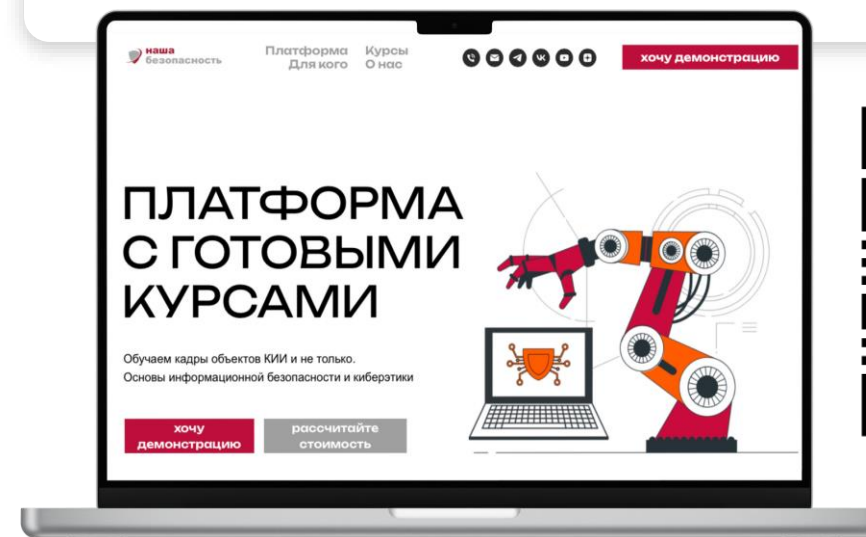 наша
безопасность
Платформа Курсы
Для кого О нас
хочу демонстрацию
ПЛАТФОРМА
С ГОТОВЫМИ
КУРСАМИ
Обучаем кадры объектов КИИ и не только.
Основы информационной безопасности и киберэтики
хочу
демонстрацию
рассчитайте
стоимость